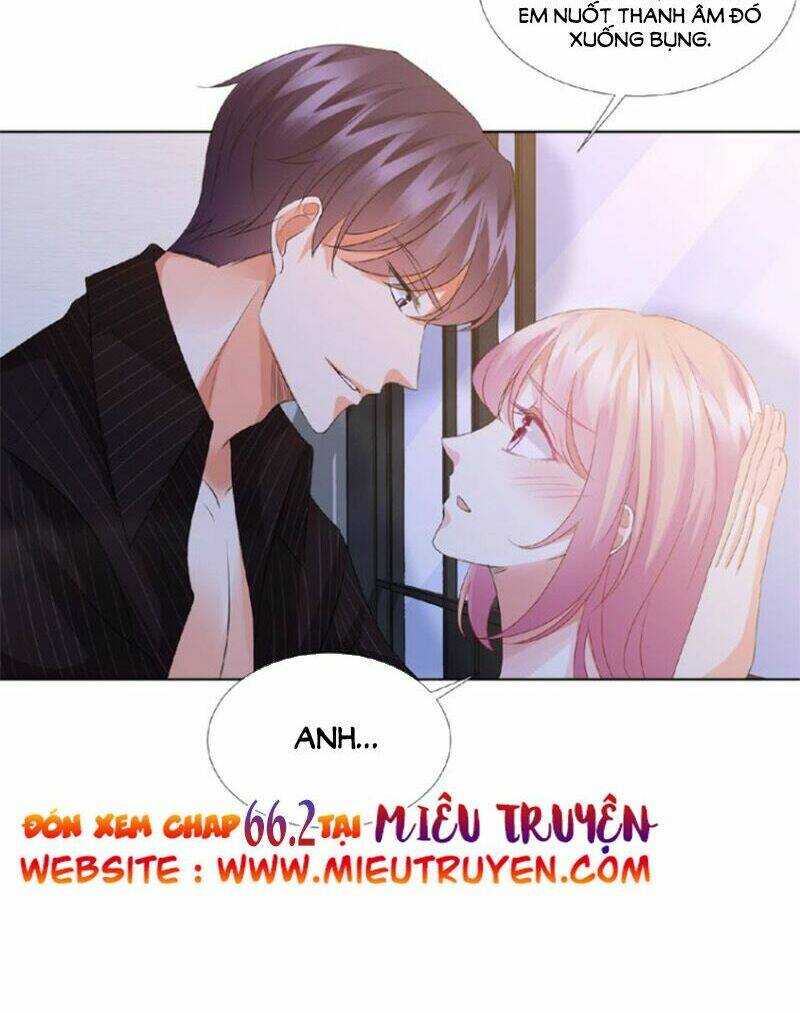 EM NUỐT THANH ÂM ĐÓ
XUỐNG BỤNG.
ANH...
ĐÓN XEM CHAP 66.2 TẠI MIÊU TRUYỆN
WEBSITE : WWW.MIEUTRUYEN.COM